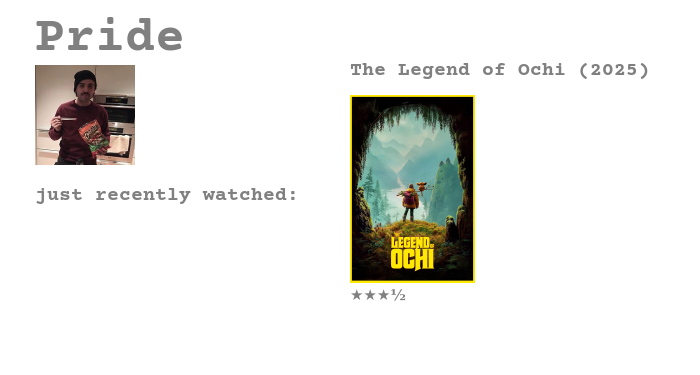 Pride
just recently watched:
The Legend of Ochi (2025)
LEGEND OF
OCHI
★★★½